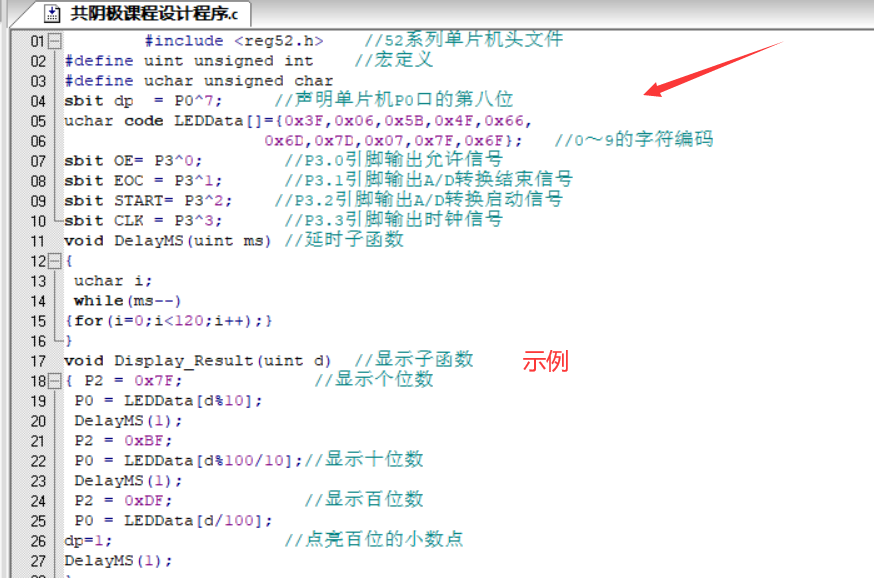 共阴极课程设计程序.c
01 #include <reg52.h> //52系列单片机头文件
02 #define uint unsigned int //宏定义
03 #define uchar unsigned char
04 sbit dp = P0^7; //声明单片机P0口的第八位
05 uchar code LEDData[]={0x3F,0x06,0x5B,0x4F,0x66,
06 0x6D,0x7D,0x07,0x7F,0x6F}; //0～9的字符编码
07 sbit OE= P3^0; //P3.0引脚输出允许信号
08 sbit EOC = P3^1; //P3.1引脚输出A/D转换结束信号
09 sbit START= P3^2; //P3.2引脚输出A/D转换启动信号
10 sbit CLK = P3^3; //P3.3引脚输出时钟信号
11 void DelayMS(uint ms) //延时子函数
12 {
13 uchar i;
14 while(ms--)
15 {for(i=0;i<120;i++);}
16 }
17 void Display_Result(uint d) //显示子函数 示例
18 { P2 = 0x7F; //显示个位数
19 P0 = LEDData[d%10];
20 DelayMS(1);
21 P2 = 0xBF;
22 P0 = LEDData[d%100/10];//显示十位数
23 DelayMS(1);
24 P2 = 0xDF; //显示百位数
25 P0 = LEDData[d/100];
26 dp=1; //点亮百位的小数点
27 DelayMS(1);